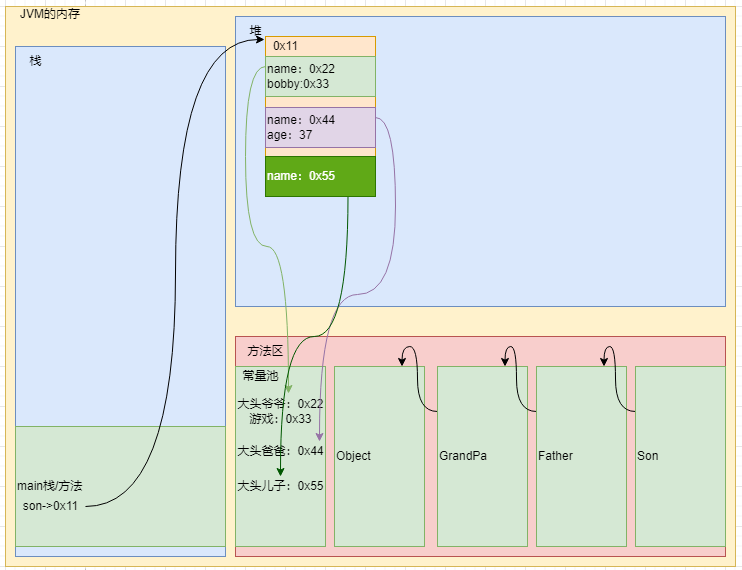 JVM的内存
栈
main栈/方法
son->0x11
堆
0x11
name：0x22
bobby:0x33
name：0x44
age：37
name：0x55
方法区
常量池
大头爷爷：0x22
游戏：0x33
大头爸爸：0x44
大头儿子：0x55
Object
GrandPa
Father
Son